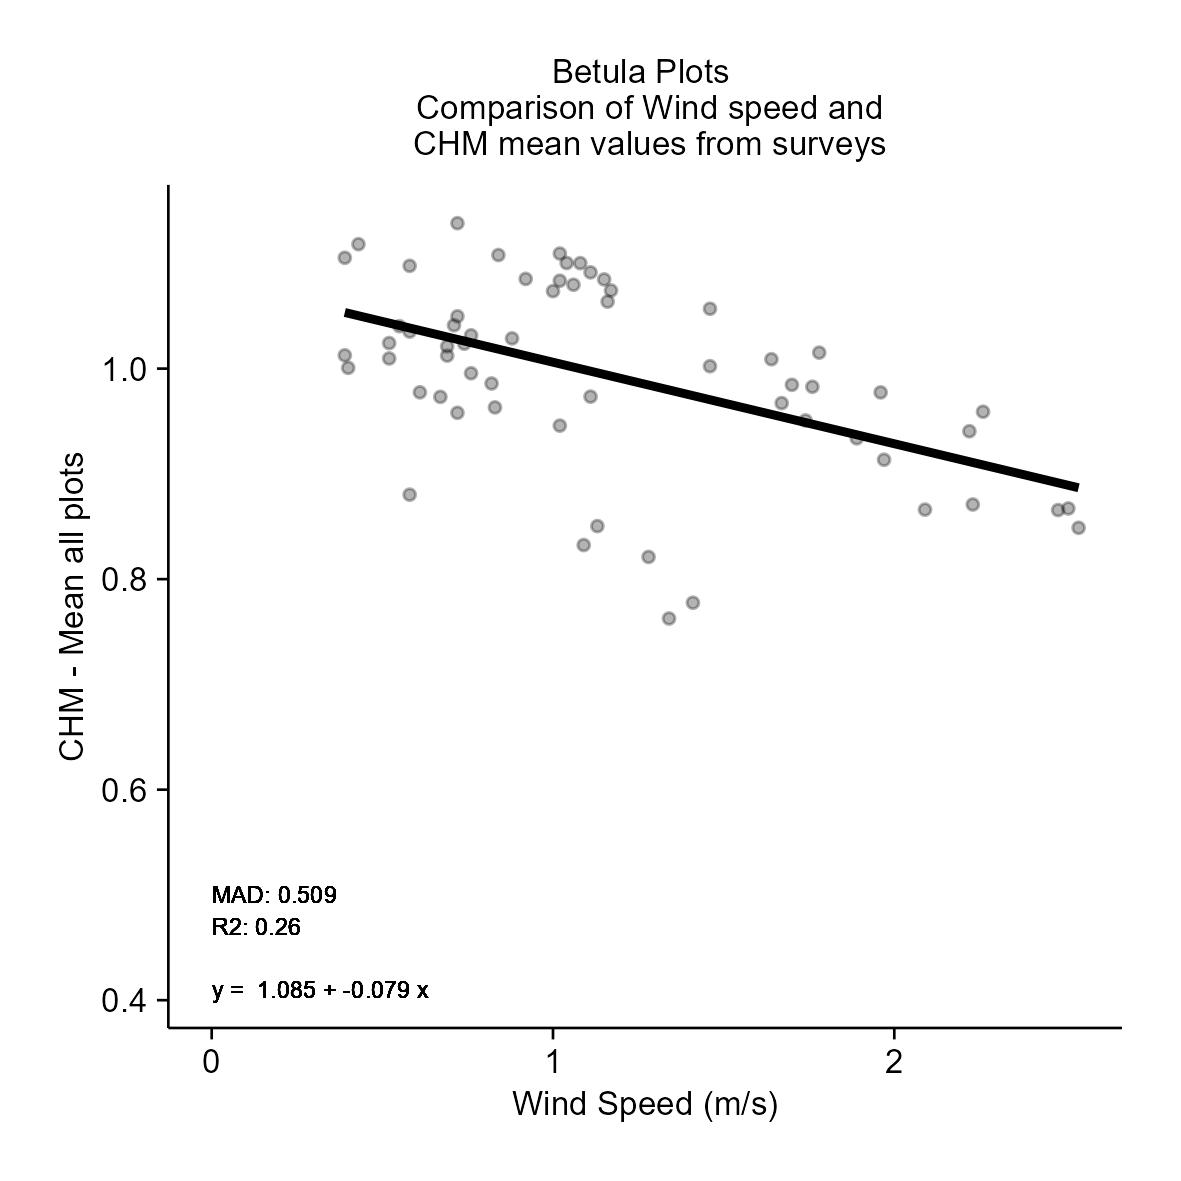 Betula Plots
Comparison of Wind speed and
CHM mean values from surveys
CHM - Mean all plots
1.0
0.8
0.6
0.4
MAD: 0.509
R2: 0.26
y =  1.085 + -0.079 x
0 1 2
Wind Speed (m/s)